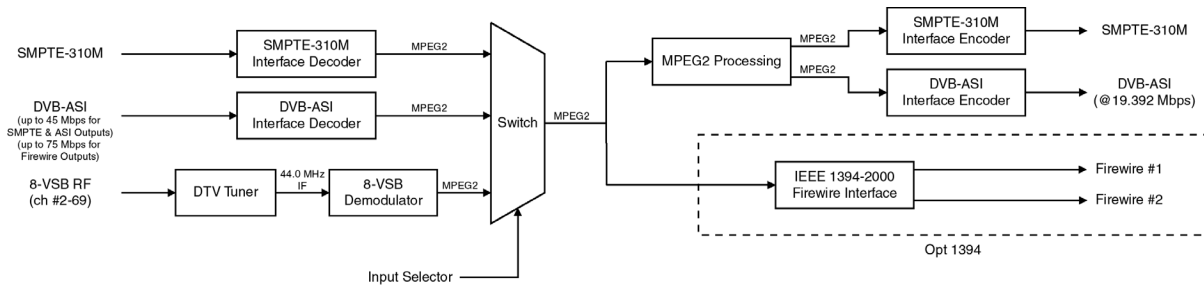 SMPTE-310M
SMPTE-310M
Interface Decoder
MPEG2
DVB-ASI
(up to 45 Mbps for
SMPTE & ASI Outputs)
(up to 75 Mbps for
Firewire Outputs)
DVB-ASI
Interface Decoder
MPEG2
8-VSB RF
(ch #2-69)
DTV Tuner
44.0 MHz
IF
8-VSB
Demodulator
MPEG2
Switch
Input Selector
MPEG2
MPEG2 Processing
MPEG2
MPEG2
SMPTE-310M
Interface Encoder
SMPTE-310M
DVB-ASI
Interface Encoder
DVB-ASI
(@19.392 Mbps)
IEEE 1394-2000
Firewire Interface
Firewire #1
Firewire #2
Opt 1394